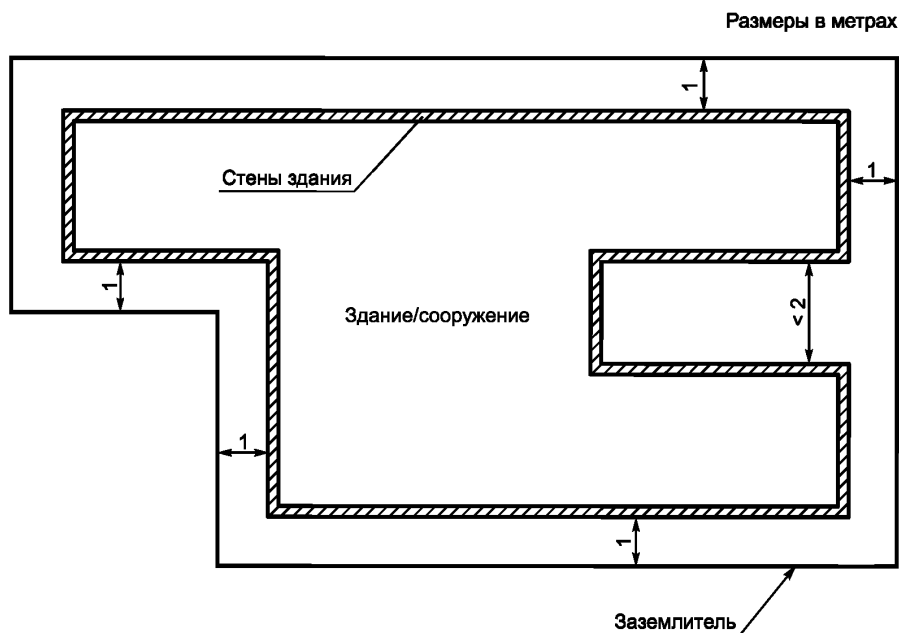 Размеры в метрах
1
1
Стены здания
1
< 2
Здание/сооружение
1
1
Заземлитель